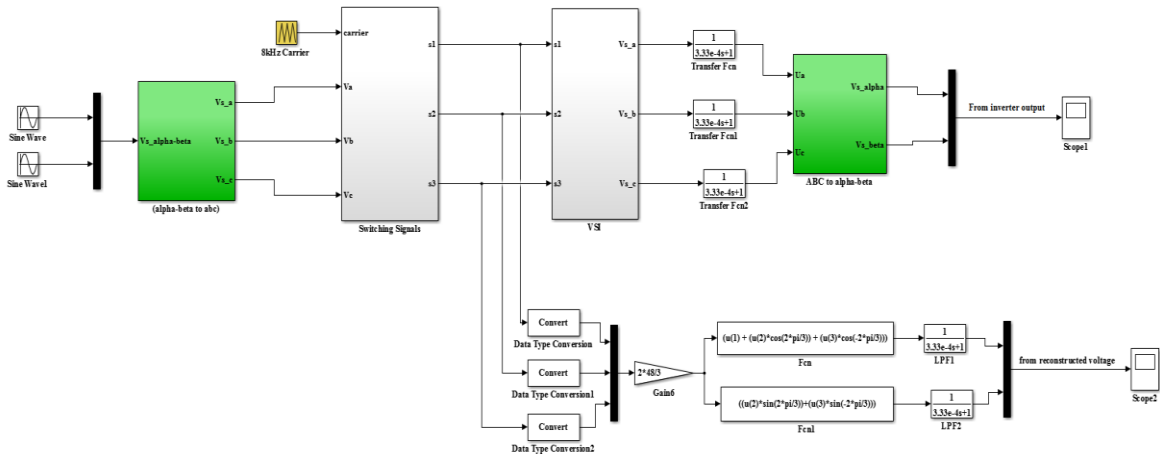 Sine Wave
Sine Wave1
Vs_alpha-beta
Vs_a
Vs_b
Vs_c
(alpha-beta to abc)
8kHz Carrier
carrier
Va
Vb
Vc
s1
s2
s3
Switching Signals
s1
s2
s3
Vs_a
Vs_b
Vs_c
VSI
1
3.33e-4s+1
Transfer Fcn
1
3.33e-4s+1
Transfer Fcn1
1
3.33e-4s+1
Transfer Fcn2
Ua
Ub
Uc
Vs_alpha
Vs_beta
ABC to alpha-beta
From inverter output
Scope1
Convert
Data Type Conversion
Convert
Data Type Conversion1
Convert
Data Type Conversion2
2*48/3
Gain6
(u(1) + (u(2)*cos(2*pi/3)) + (u(3)*cos(-2*pi/3)))
Fcn
((u(2)*sin(2*pi/3))+(u(3)*sin(-2*pi/3)))
Fcn1
1
3.33e-4s+1
LPF1
1
3.33e-4s+1
LPF2
from reconstructed voltage
Scope2